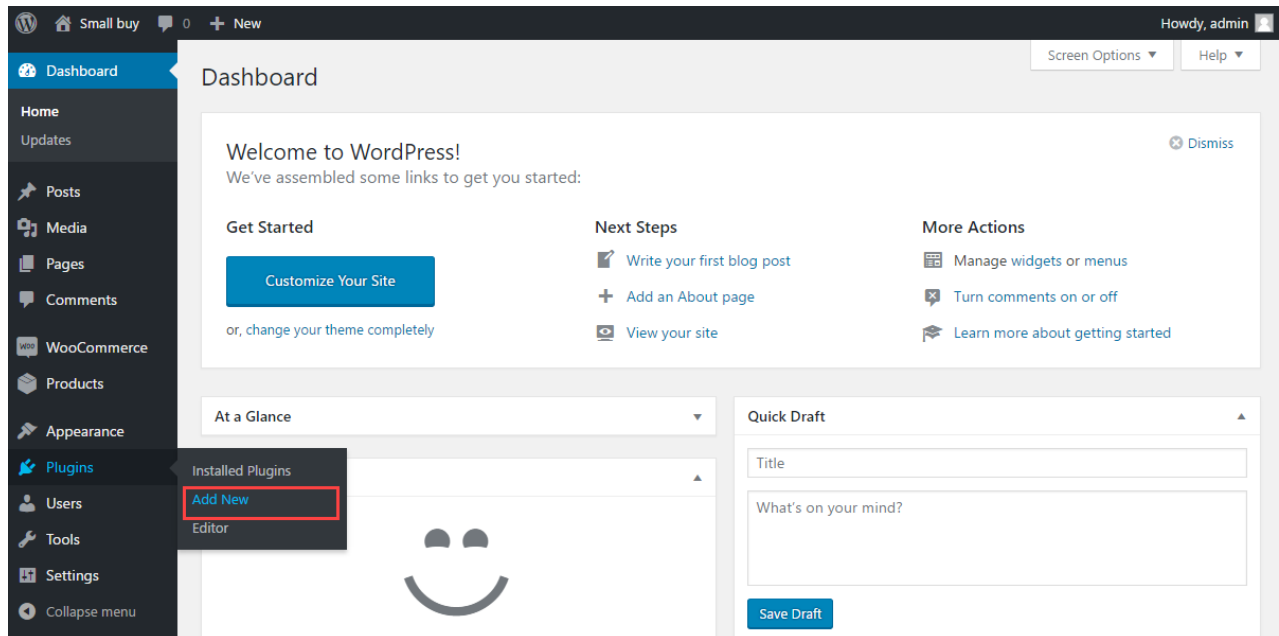 Small buy 0 New Howdy, admin
Dashboard
Home
Updates
Posts
Media
Pages
Comments
WOO WooCommerce
Products
Appearance
Plugins
Users
Tools
Settings
Collapse menu
Installed Plugins
Add New
Editor
Screen Options ▼ Help ▼
Dashboard
Welcome to WordPress!
We've assembled some links to get you started:
Dismiss
Get Started
Customize Your Site
or, change your theme completely
Next Steps
Write your first blog post
Add an About page
View your site
More Actions
Manage widgets or menus
Turn comments on or off
Learn more about getting started
At a Glance
Quick Draft
Title
What's on your mind?
Save Draft